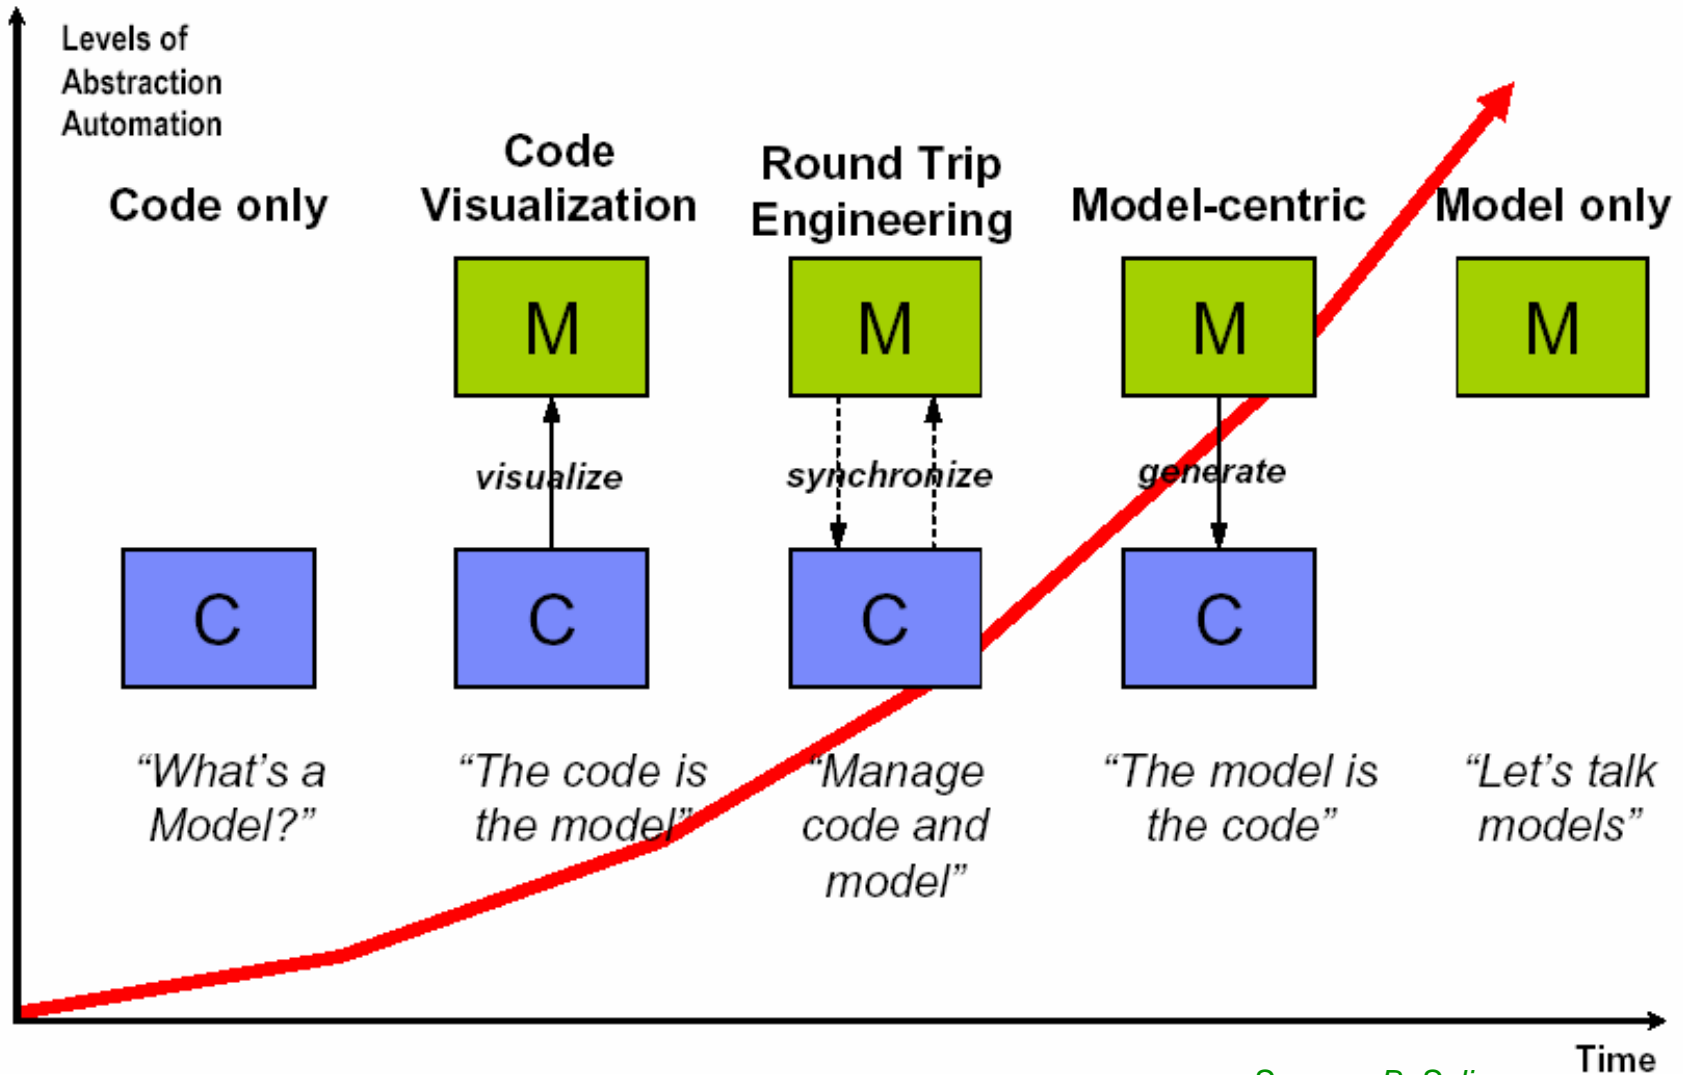 Levels of
Abstraction
Automation
Code only
Code
Visualization
Round Trip
Engineering
Model-centric
Model only
M
M
M
M
visualize
synchronize
generate
C
C
C
C
“What’s a
Model?”
“The code is
the model”
“Manage
code and
model”
“The model is
the code”
“Let’s talk
models”
Time